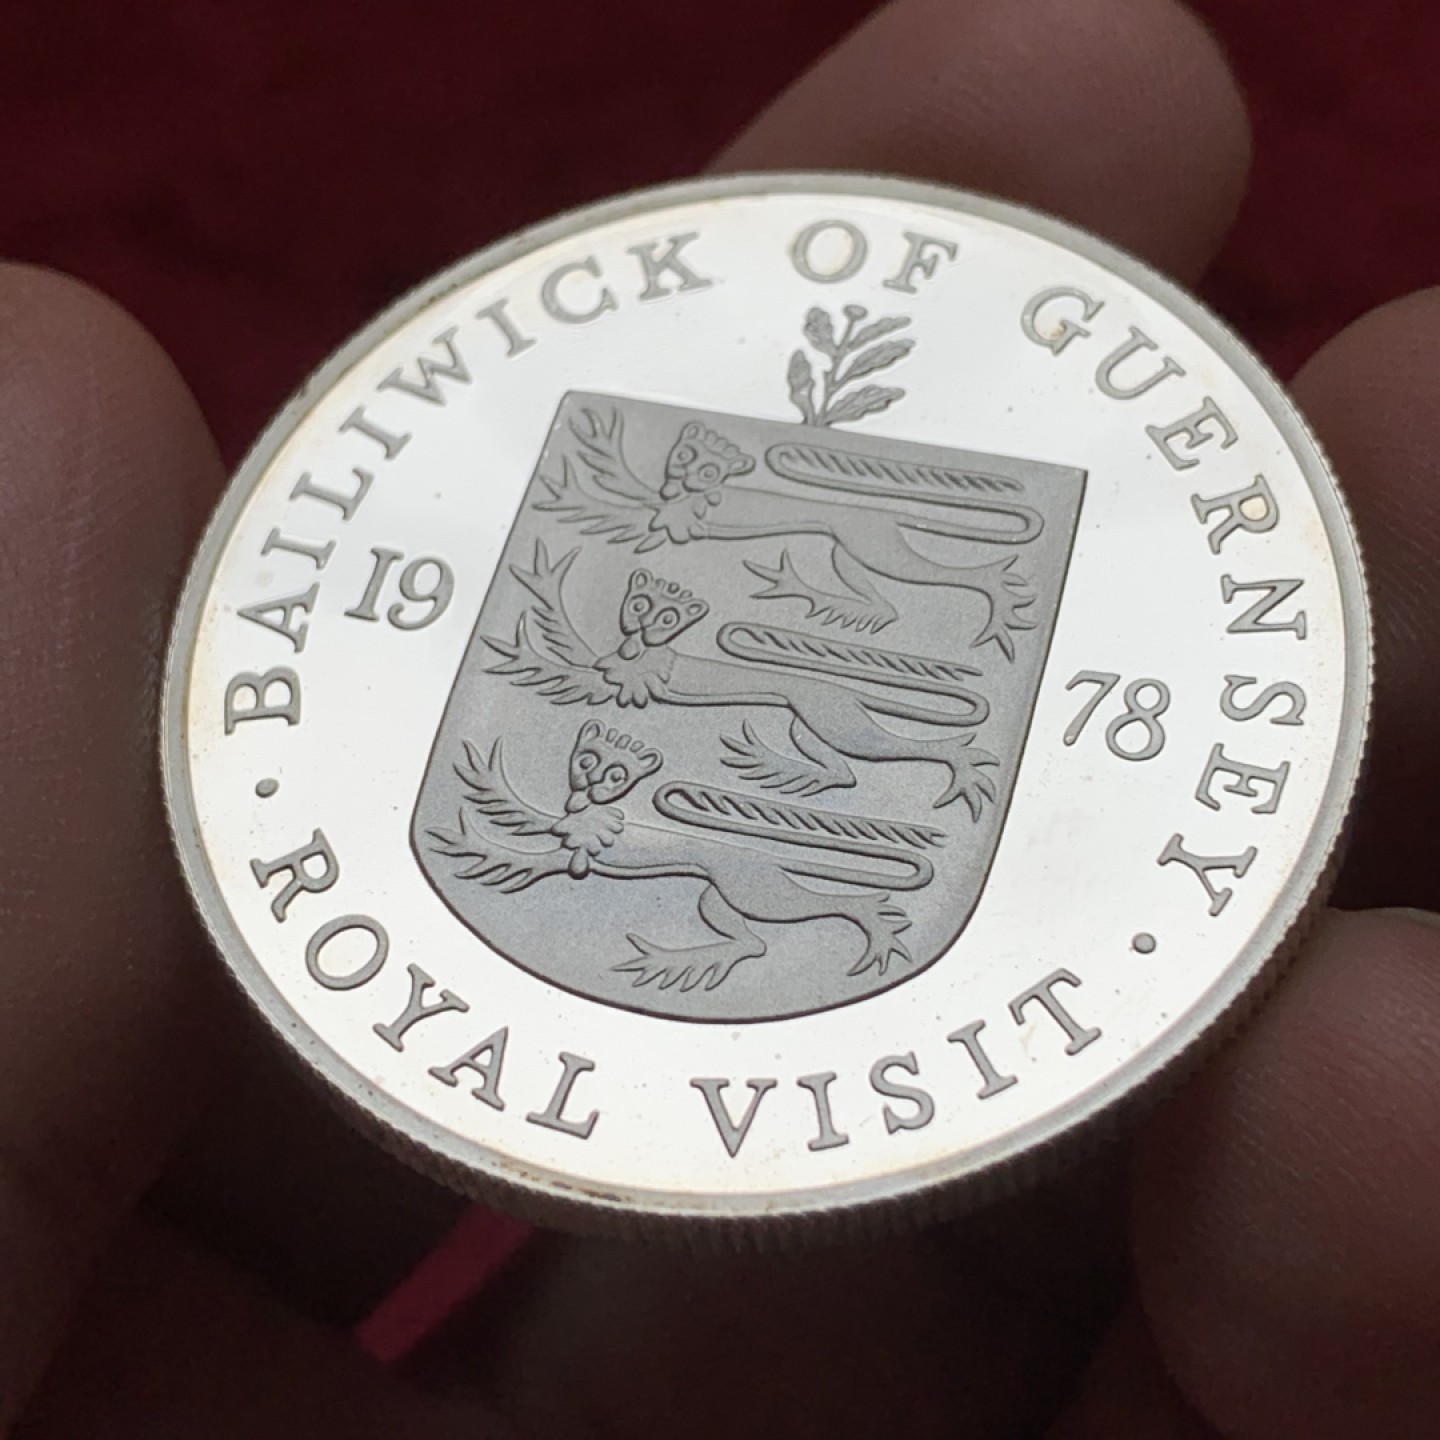 BAILIWICK OF GUERNSEY
19 78
ROYAL VISIT